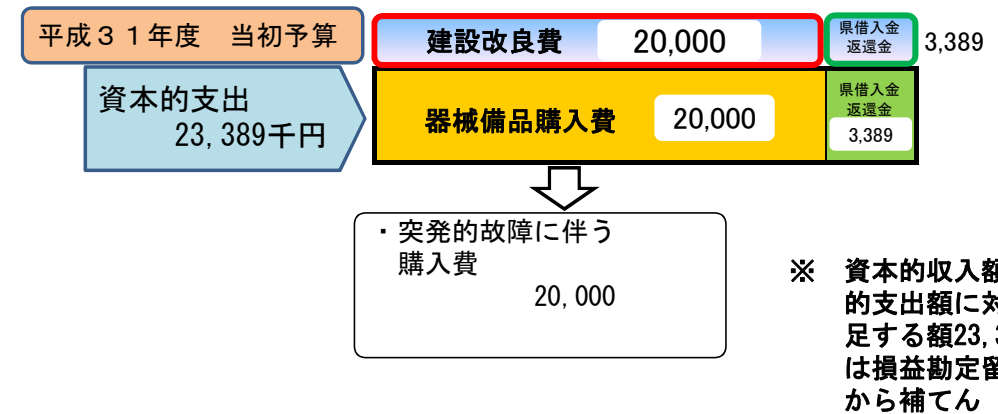 平成３１年度　当初予算
建設改良費　20,000
県借入金
返還金
3,389
資本的支出
23,389千円
器械備品購入費　20,000
県借入金
返還金
3,389
・突発的故障に伴う
購入費
20,000
※　資本的収入額
的支出額に対
足する額23,3
は損益勘定留
から補てん